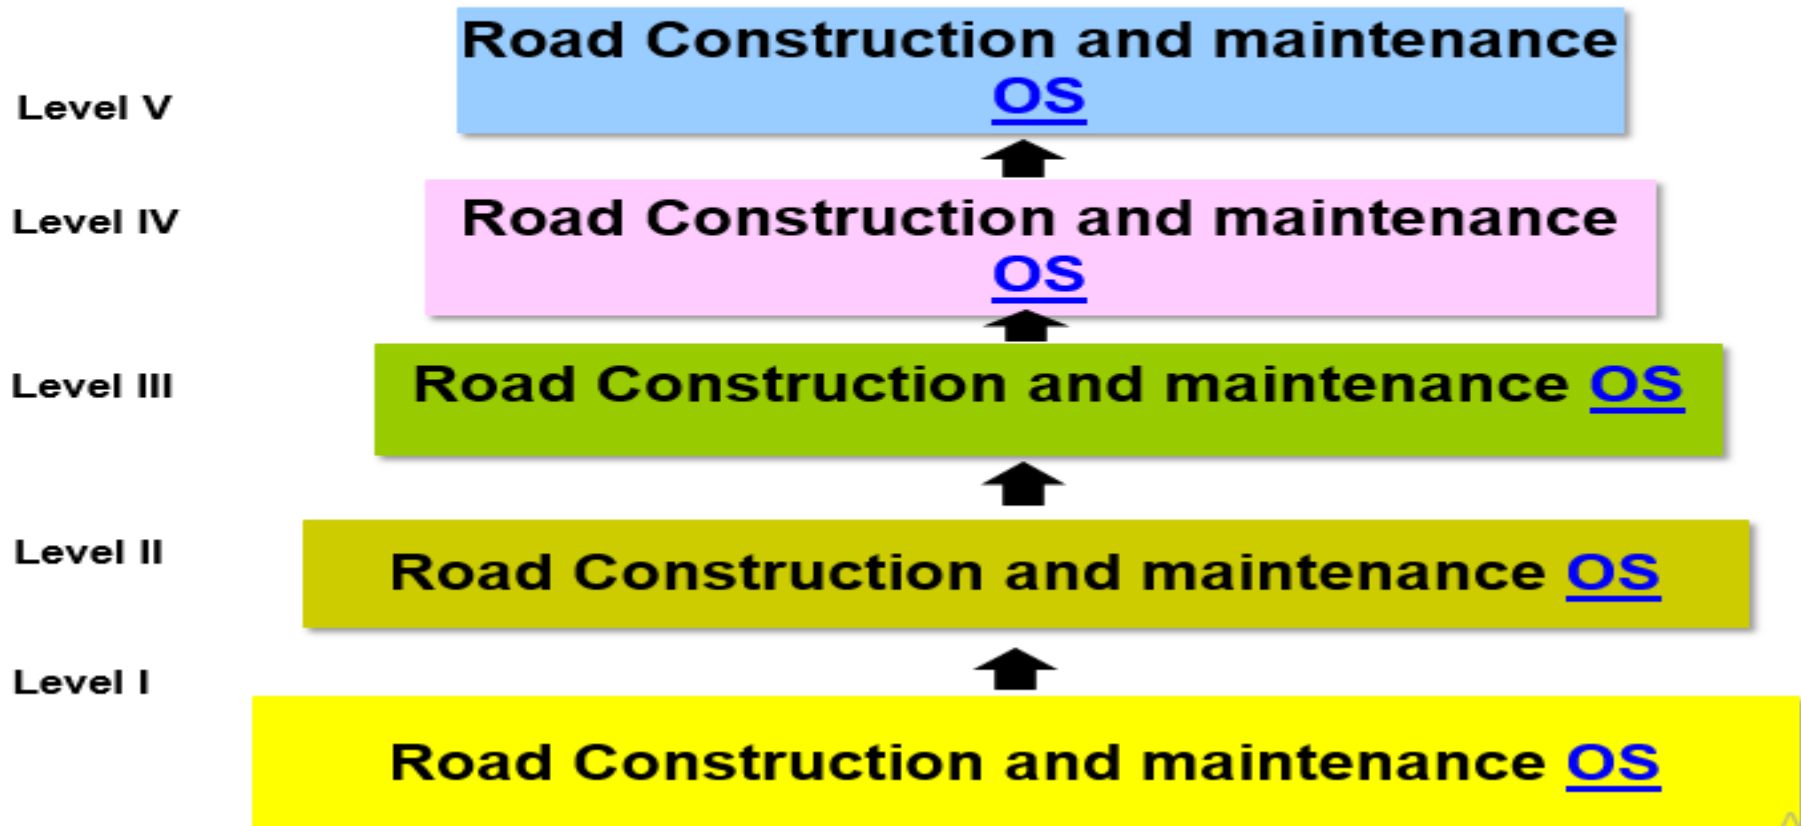 Road Construction and maintenance
OS
Level V
Level IV
Road Construction and maintenance
OS
Level III
Road Construction and maintenance OS
Level II
Road Construction and maintenance OS
Level I
Road Construction and maintenance OS